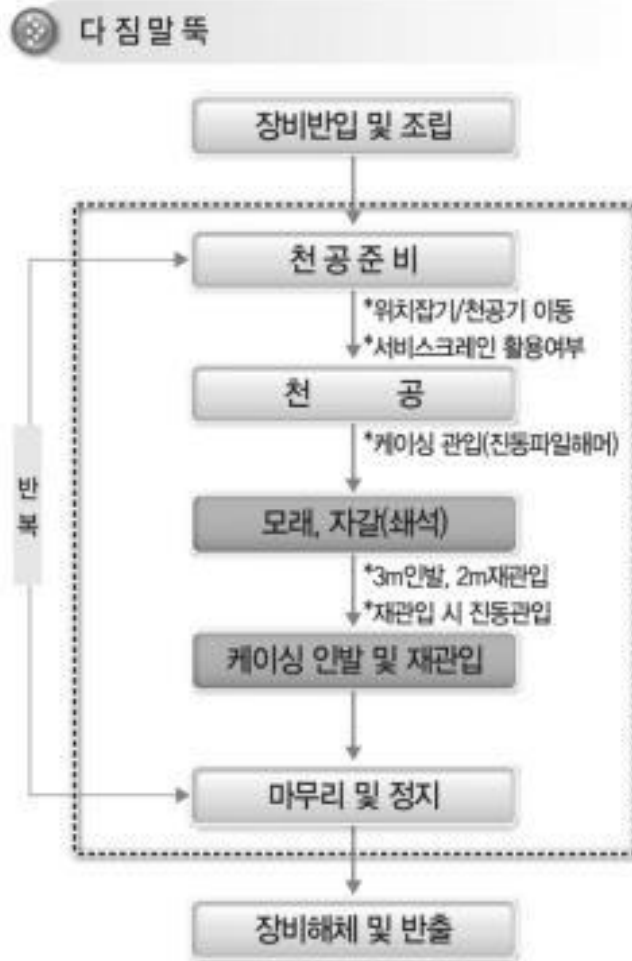 다짐말뚝
장비반입 및 조립
천공준비
*위치잡기/천공기 이동
*서비스크레인 활용여부
천 공
*케이싱 관입(진동파일해머)
반복
모래, 자갈(쇄석)
*3m인발, 2m재관입
*재관입 시 진동관입
케이싱 인발 및 재관입
마무리 및 정지
장비해체 및 반출